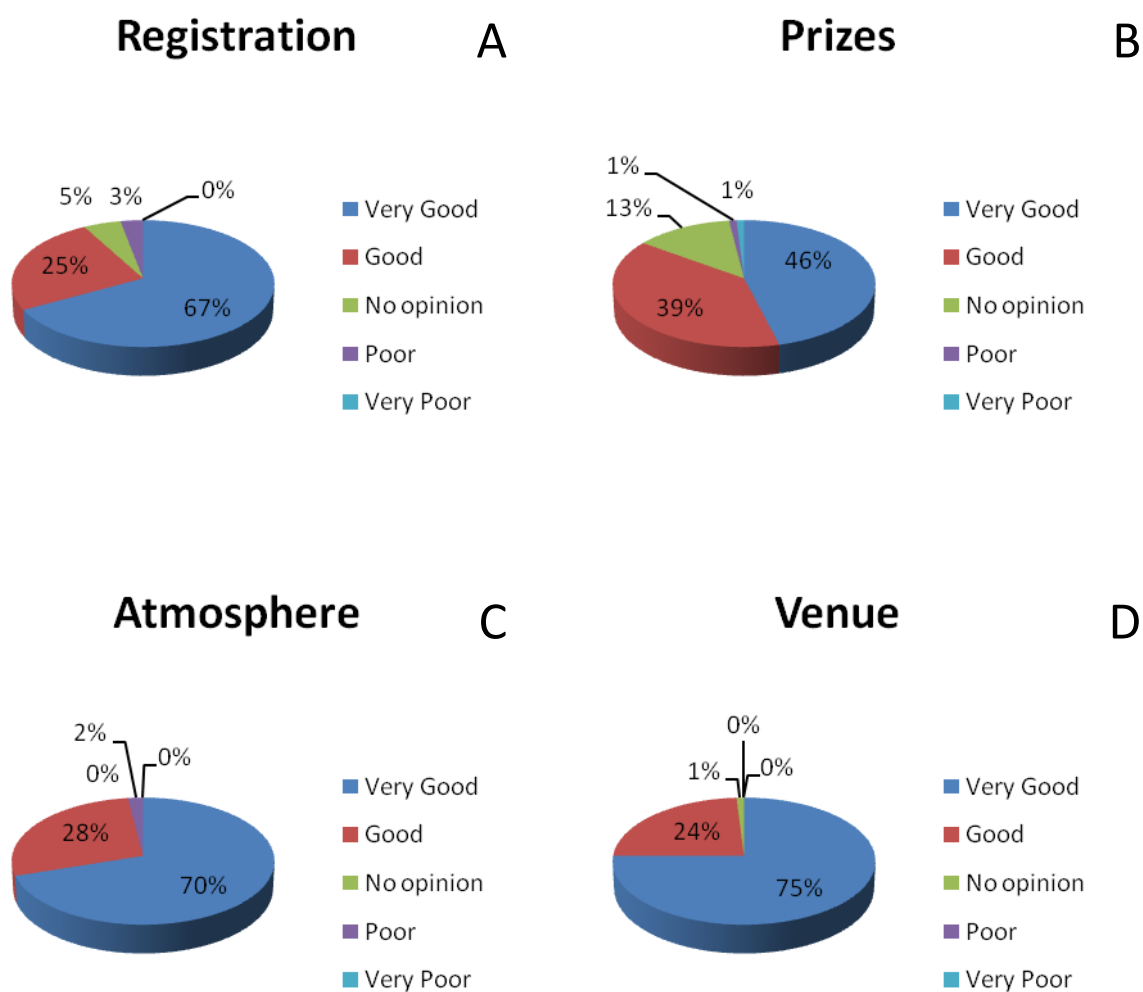 Registration A
5% 3% 0%
25%
67%
Very Good
Good
No opinion
Poor
Very Poor
Prizes B
1%
1%
13%
46%
39%
Very Good
Good
No opinion
Poor
Very Poor
Atmosphere C
2%
0%
0%
28%
70%
Very Good
Good
No opinion
Poor
Very Poor
Venue D
0%
1% 0%
24%
75%
Very Good
Good
No opinion
Poor
Very Poor